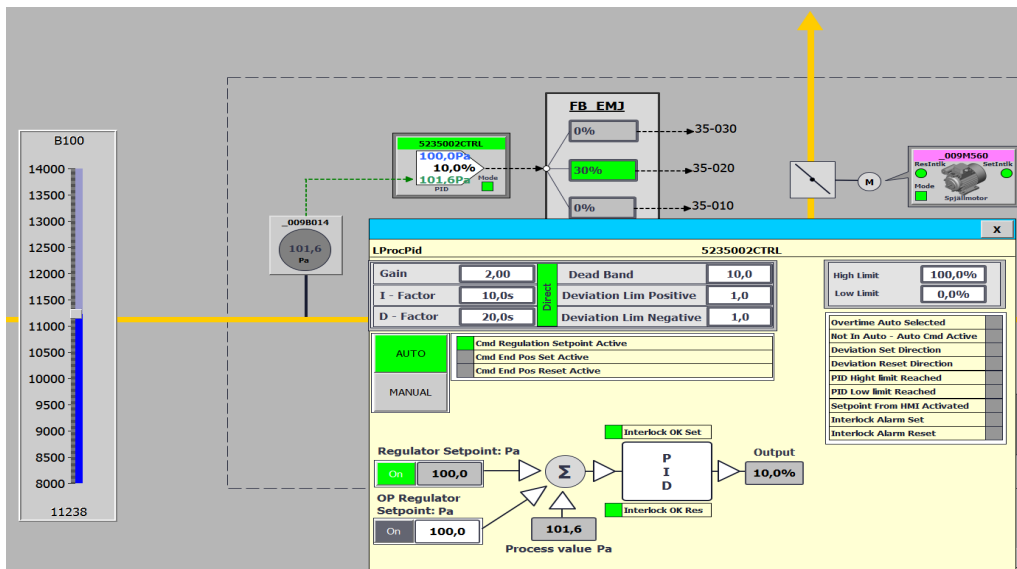 B100
14000
13500
13000
12500
12000
11500
11000
10500
10000
9500
9000
8500
8000
11238
_009B014
101,6
Pa
5235002CTRL
100,0Pa
10,0%
101,6Pa
Mode
PID
FB_EMJ
0%
35-030
30%
35-020
0%
35-010
M
_009M560
ResIntlk
SetIntlk
Mode
Spjällmotor
X
LProcPid
5235002CTRL
Gain
2,00
I - Factor
10,0s
D - Factor
20,0s
Direct
Dead Band
10,0
Deviation Lim Positive
1,0
Deviation Lim Negative
1,0
High Limit
100,0%
Low Limit
0,0%
AUTO
MANUAL
Cmd Regulation Setpoint Active
Cmd End Pos Set Active
Cmd End Pos Reset Active
Overtime Auto Selected
Not In Auto - Auto Cmd Active
Deviation Set Direction
Deviation Reset Direction
PID Hight limit Reached
PID Low limit Reached
Setpoint From HMI Activated
Interlock Alarm Set
Interlock Alarm Reset
Regulator Setpoint: Pa
On
100,0
OP Regulator
Setpoint: Pa
On
100,0
Σ
101,6
Process value Pa
Interlock OK Set
P
I
D
Interlock OK Res
Output
10,0%